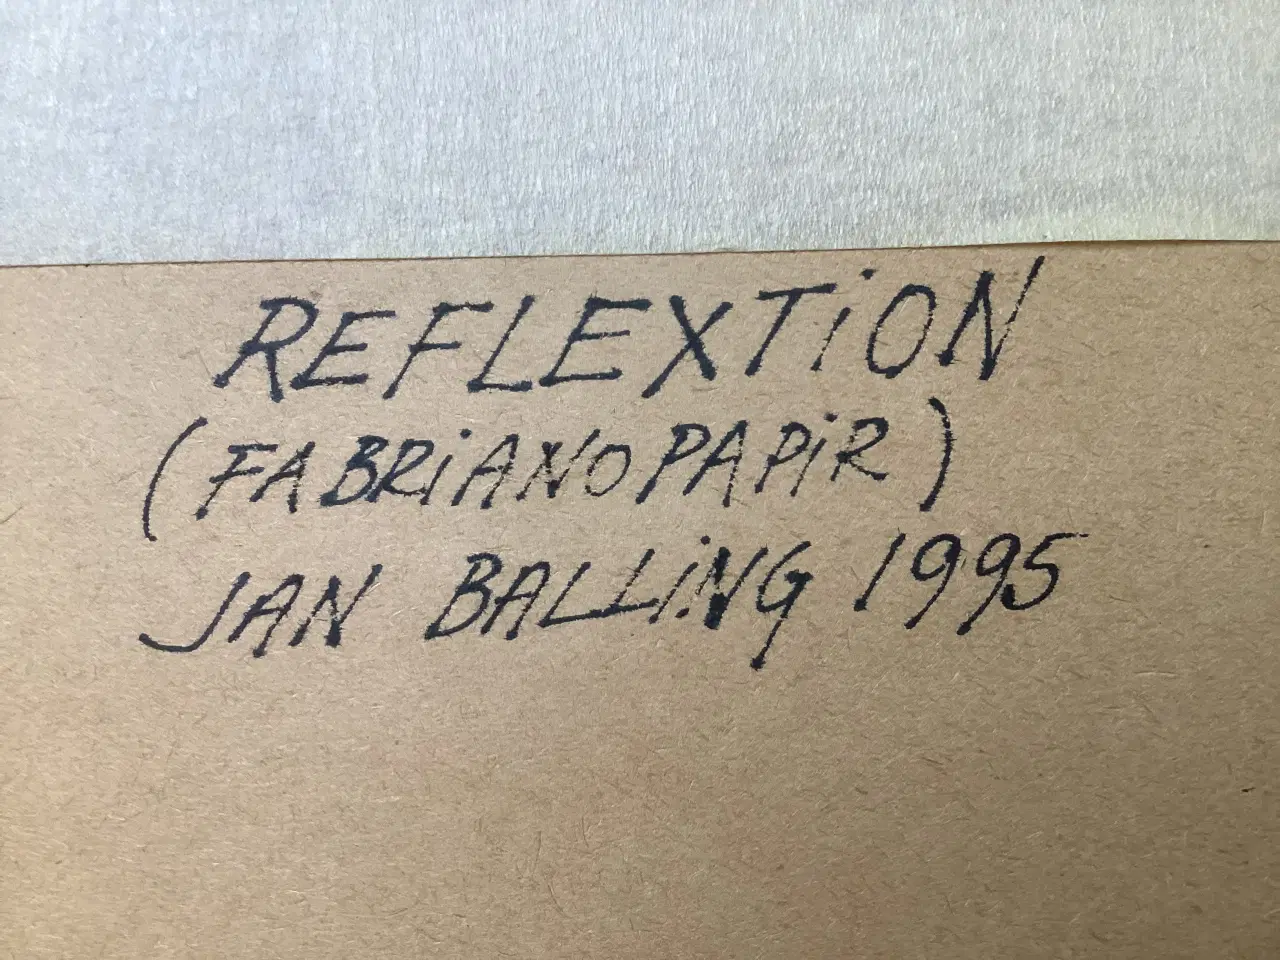 REFLEXTiON
(FABRiANOPAPiR)
JAN BALLiNG 1995